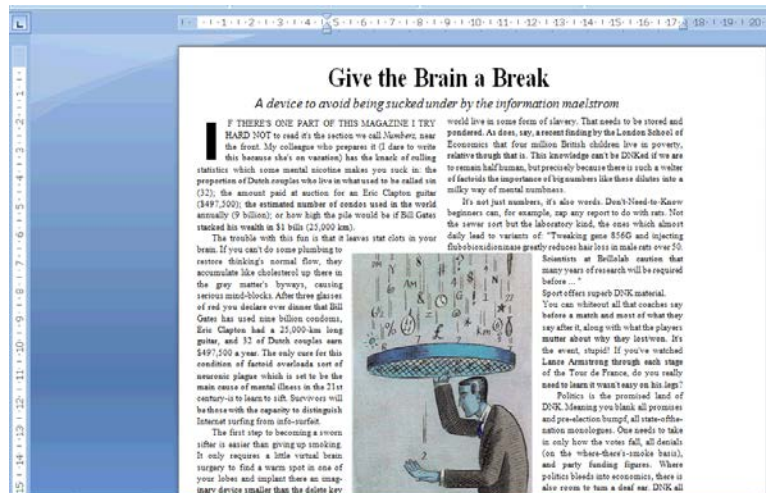 Give the Brain a Break
A device to avoid being sucked under by the information maelstrom
IF THERE'S ONE PART OF THIS MAGAZINE I TRY
HARD NOT to read it's the section we call Numbers, near
the front. My colleague who prepares it (I dare to write
this because she's on vacation) has the knack of culling
statistics which some mental nicotine makes you suck in: the
proportion of Dutch couples who live in what used to be called sin
(32); the amount paid at auction for an Eric Clapton guitar
($497,500); the estimated number of condos used in the world
annually (9 billion); or how high the pile would be if Bill Gates
stacked his wealth in $1 bills (25,000 km).
The trouble with this fun is that it leaves stat clots in your
brain. If you can't do some plumbing to
restore thinking's normal flow, they
accumulate like cholesterol up there in
the grey matter's byways, causing
serious mind-blocks. After three glasses
of red you declare over dinner that Bill
Gates has used nine billion condoms,
Eric Clapton had a 25,000-km long
guitar, and 32 of Dutch couples earn
$497,500 a year. The only cure for this
condition of factoid overloada sort of
neuronic plague which is set to be the
main cause of mental illness in the 21st
century-is to learn to sift. Survivors will
be those with the capacity to distinguish
Internet surfing from info-surfeit.
The first step to becoming a sworn
sifter is easier than giving up smoking.
It only requires a little virtual brain
surgery to find a warm spot in one of
your lobes and implant there an imag-
inary device smaller than the delete key
world live in some form of slavery. That needs to be stored and
pondered. As does, say, a recent finding by the London School of
Economics that four million British children live in poverty,
relative though that is. This knowledge can't be DNKed if we are
to remain half human, but precisely because there is such a welter
of factoids the importance of big numbers like these dilutes into a
milky way of mental numbness.
It's not just numbers, it's also words. Don't-Need-to-Know
beginners can, for example, zap any report to do with rats. Not
the sewer sort but the laboratory kind, the ones which almost
daily lead to variants of: "Tweaking gene 856G and injecting
flubobioxidioninase greatly reduces hair loss in male rats over 50.
Scientists at Brillolab caution that
many years of research will be required
before ... "
Sport offers superb DNK material.
You can whiteout all that coaches say
before a match and most of what they
say after it, along with what the players
mutter about why they lost/won. It's
the event, stupid! If you've watched
Lance Armstrong through each stage
of the Tour de France, do you really
need to learn it wasn't easy on his legs?
Politics is the promised land of
DNK. Meaning you blank all promises
and pre-election bumpf, all state-ofthe-
nation monologues. One needs to take
in only how the votes fall, all denials
(on the where-there's-smoke basis),
and party funding figures. Where
politics bleeds into economics, there is
also room to turn a deaf ear. DNK all